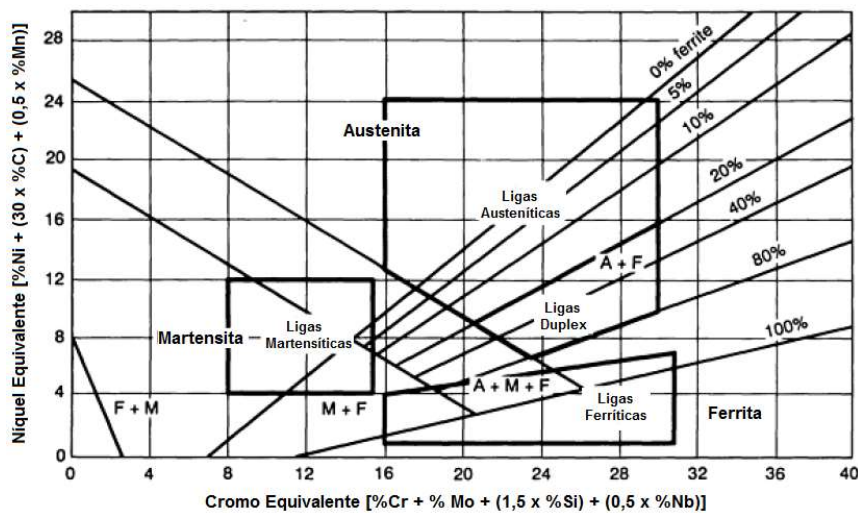 Niquel Equivalente [%Ni + (30 x %C) + (0,5 x %Mn)]
28
24
20
16
12
8
4
0
0% ferrite
5%
10%
20%
40%
80%
100%
Austenita
Ligas
Austeníticas
A + F
Ligas
Duplex
Martensita
Ligas
Martensíticas
F + M
M + F
A + M + F
Ligas
Ferríticas
Ferrita
0
4
8
12
16
20
24
28
32
36
40
Cromo Equivalente [%Cr + % Mo + (1,5 x %Si) + (0,5 x %Nb)]